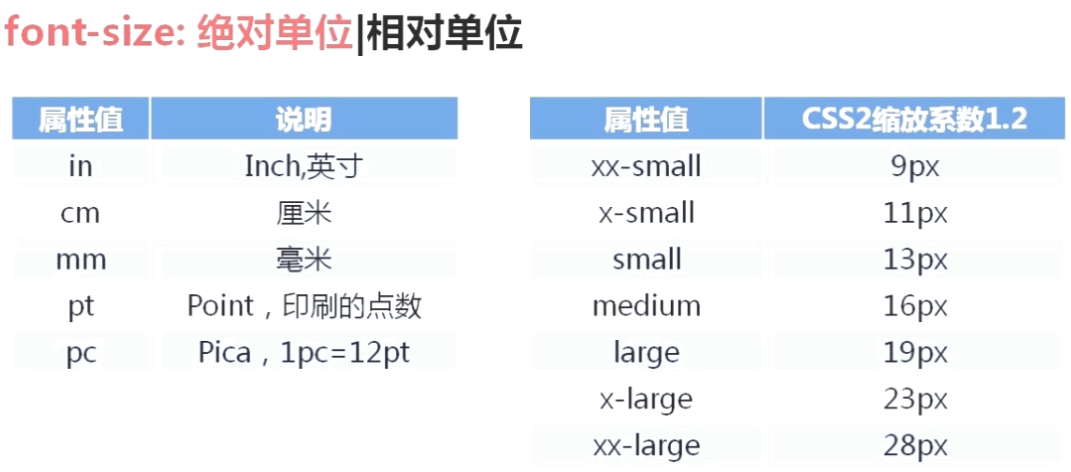 font-size: 绝对单位|相对单位
属性值 说明
in Inch,英寸
cm 厘米
mm 毫米
pt Point，印刷的点数
pc Pica，1pc=12pt
属性值 CSS2缩放系数1.2
xx-small 9px
x-small 11px
small 13px
medium 16px
large 19px
x-large 23px
xx-large 28px